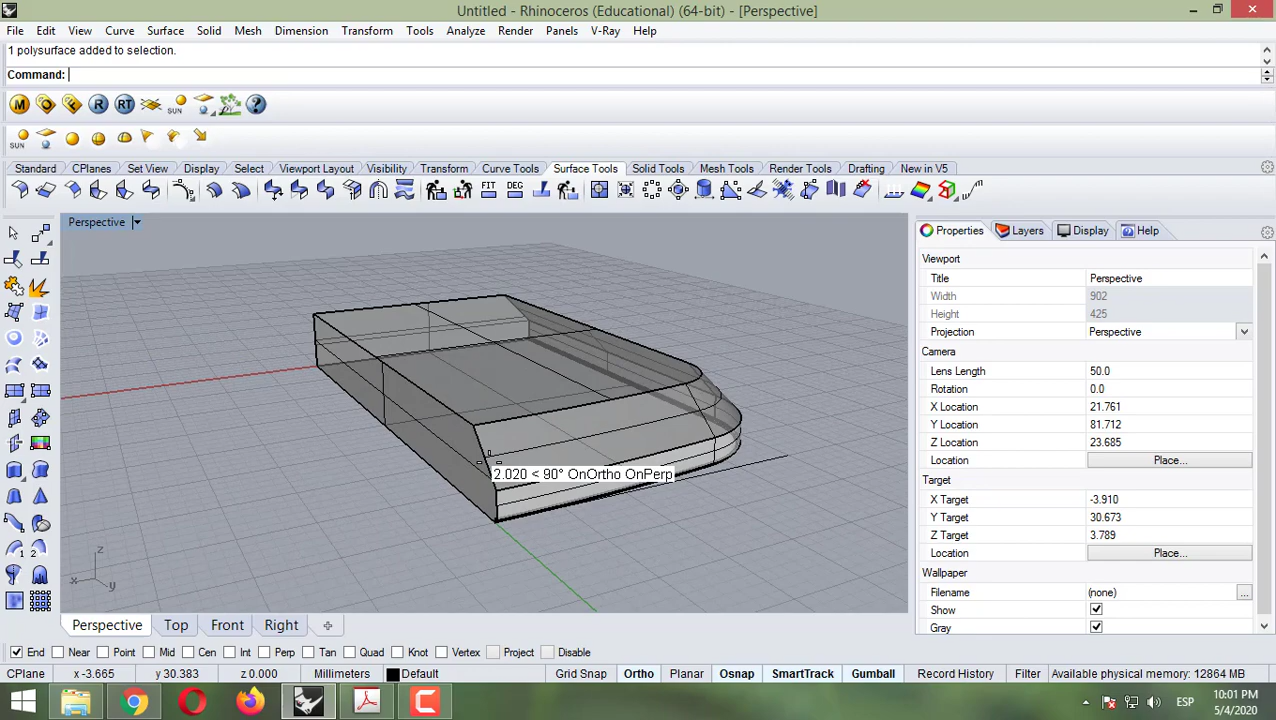 Untitled - Rhinoceros (Educational) (64-bit) - [Perspective]
File Edit View Curve Surface Solid Mesh Dimension Transform Tools Analyze Render Panels V-Ray Help
1 polysurface added to selection.
Command:
M O F R RT SUN ?
SUN
Standard CPlanes Set View Display Select Viewport Layout Visibility Transform Curve Tools Surface Tools Solid Tools Mesh Tools Render Tools Drafting New in V5
FIT DEG
Perspective
Properties Layers Display Help
Viewport
Title Perspective
Width 902
Height 425
Projection Perspective
Camera
Lens Length 50.0
Rotation 0.0
X Location 21.761
Y Location 81.712
Z Location 23.685
Location Place...
Target
X Target -3.910
Y Target 30.673
Z Target 3.789
Location Place...
Wallpaper
Filename (none) ...
Show
Gray
2.020 < 90° OnOrtho OnPerp
z
x y
Perspective Top Front Right
End Near Point Mid Cen Int Perp Tan Quad Knot Vertex Project Disable
CPlane x -3.665 y 30.383 z 0.000 Millimeters Default Grid Snap Ortho Planar Osnap SmartTrack Gumball Record History Filter Available physical memory: 12864 MB
ESP
10:01 PM
5/4/2020